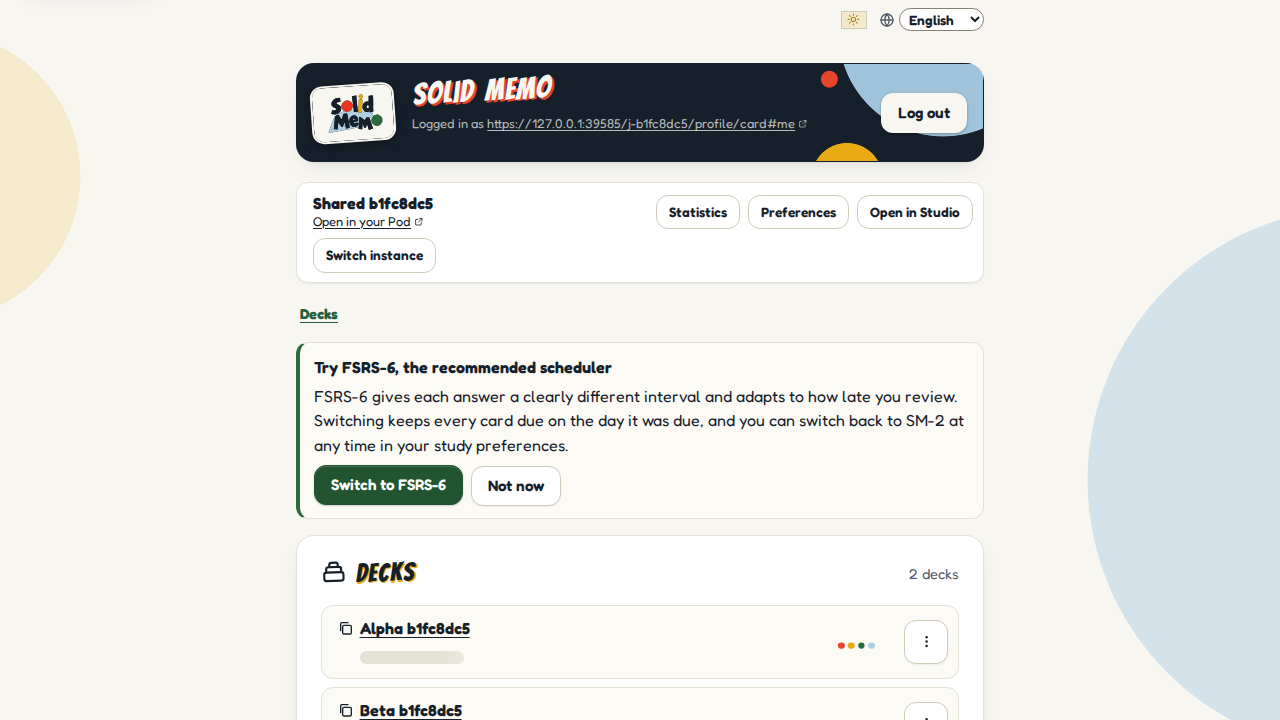 English
Solid Memo
SOLID MEMO
Logged in as https://127.0.0.1:39585/j-b1fc8dc5/profile/card#me
Log out
Shared b1fc8dc5
Open in your Pod
Statistics
Preferences
Open in Studio
Switch instance
Decks
Try FSRS-6, the recommended scheduler
FSRS-6 gives each answer a clearly different interval and adapts to how late you review.
Switching keeps every card due on the day it was due, and you can switch back to SM-2 at
any time in your study preferences.
Switch to FSRS-6
Not now
DECKS
2 decks
Alpha b1fc8dc5
Beta b1fc8dc5